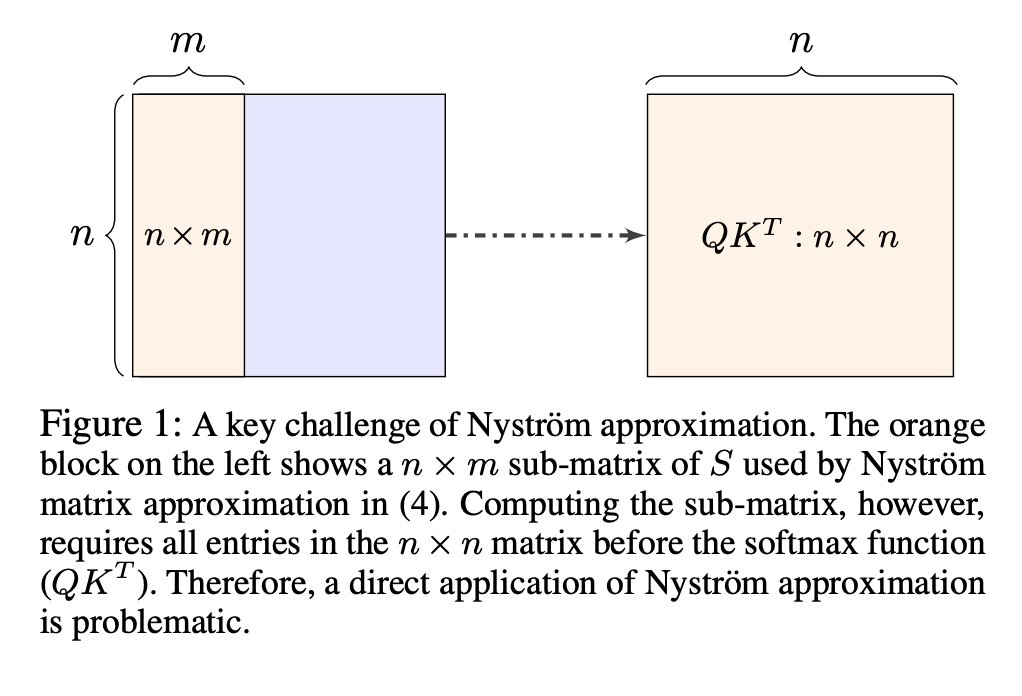 m
n
n
n × m
QK^T : n × n
Figure 1: A key challenge of Nyström approximation. The orange
block on the left shows a n × m sub-matrix of S used by Nyström
matrix approximation in (4). Computing the sub-matrix, however,
requires all entries in the n × n matrix before the softmax function
(QK^T). Therefore, a direct application of Nyström approximation
is problematic.